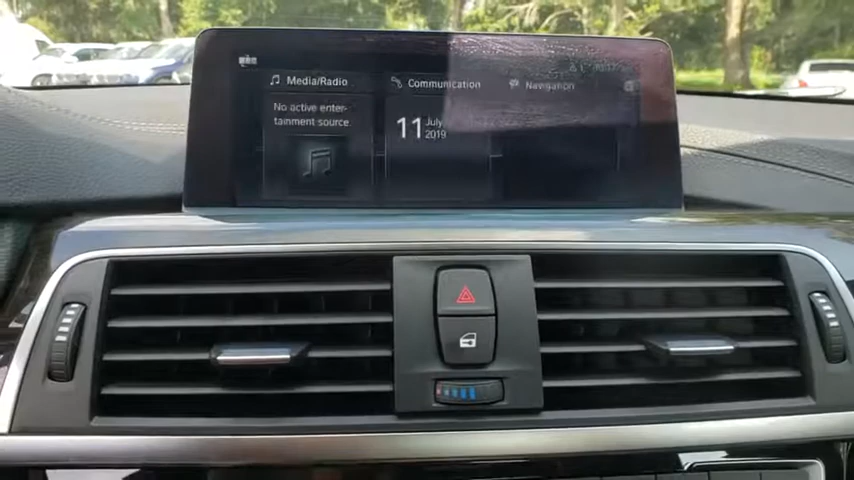 Media/Radio
Communication
Navigation
No active enter-
tainment source.
11 July
2019